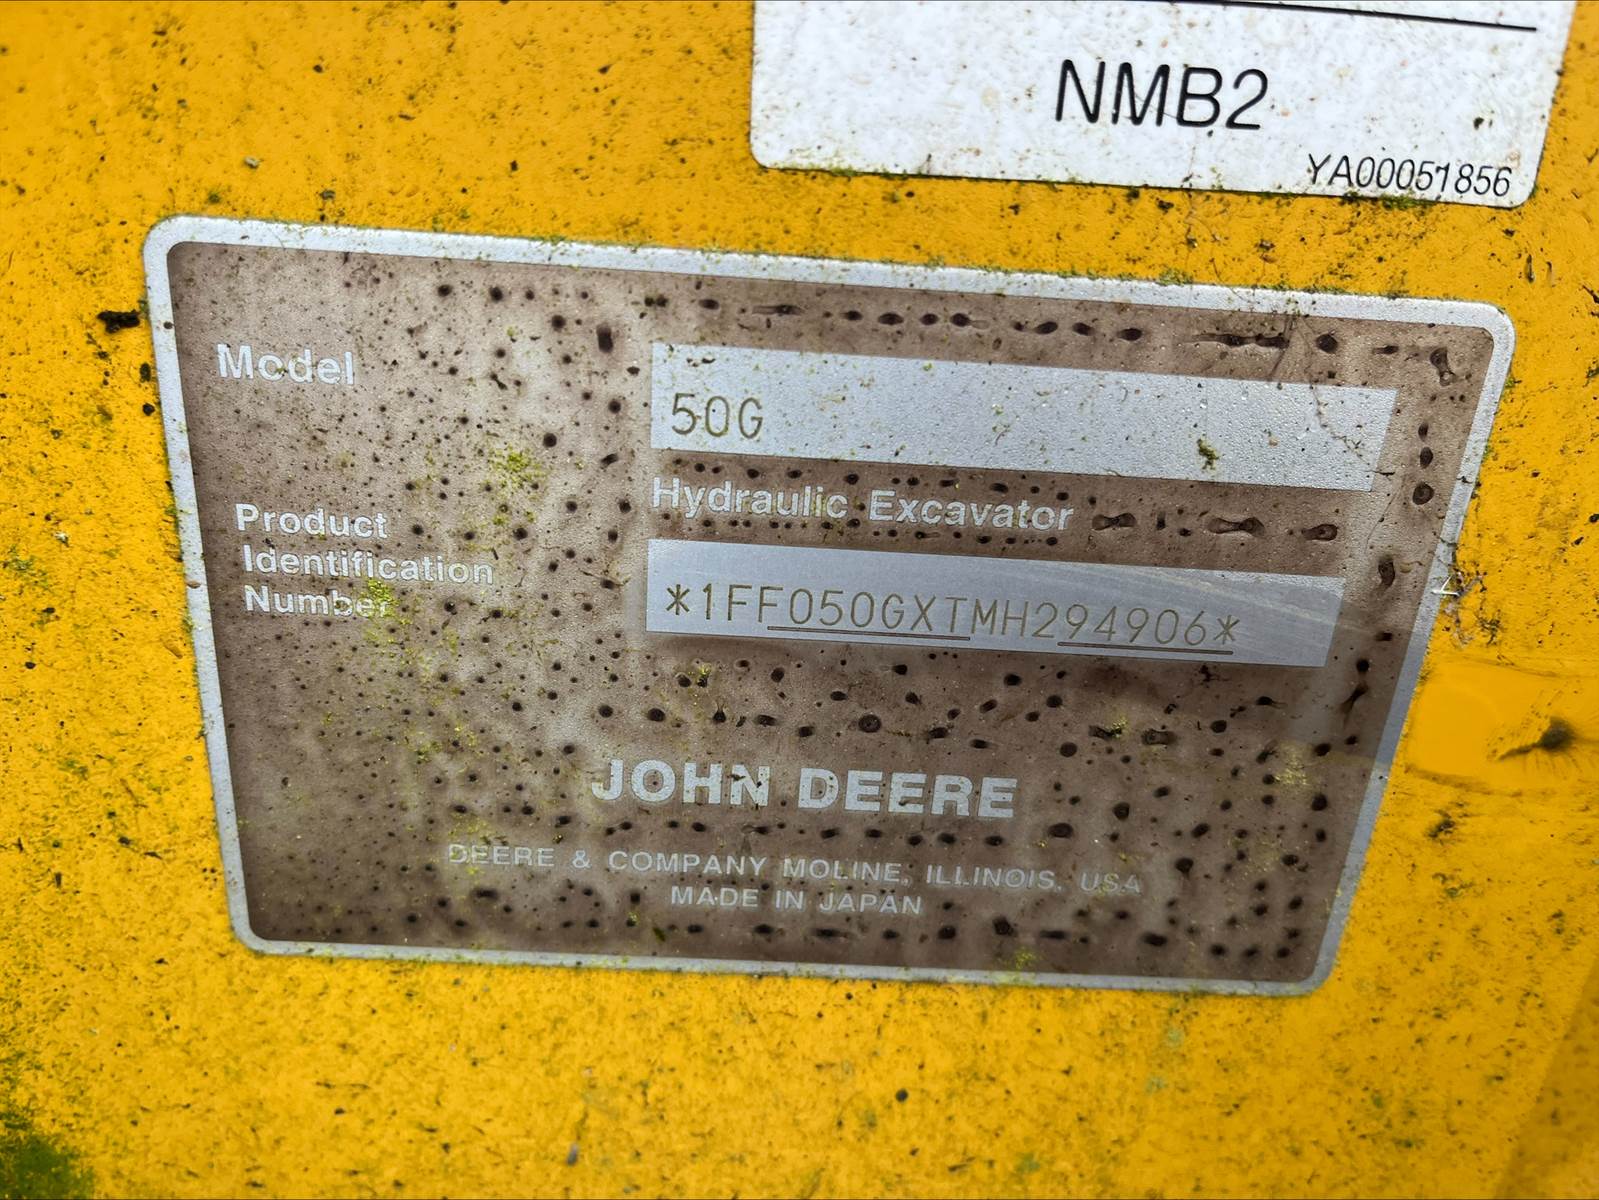 NMB2
YA00051856
Model
50G
Hydraulic Excavator
Product
Identification
Number
*1FF050GXTMH294906*
JOHN DEERE
DEERE & COMPANY MOLINE, ILLINOIS, USA
MADE IN JAPAN